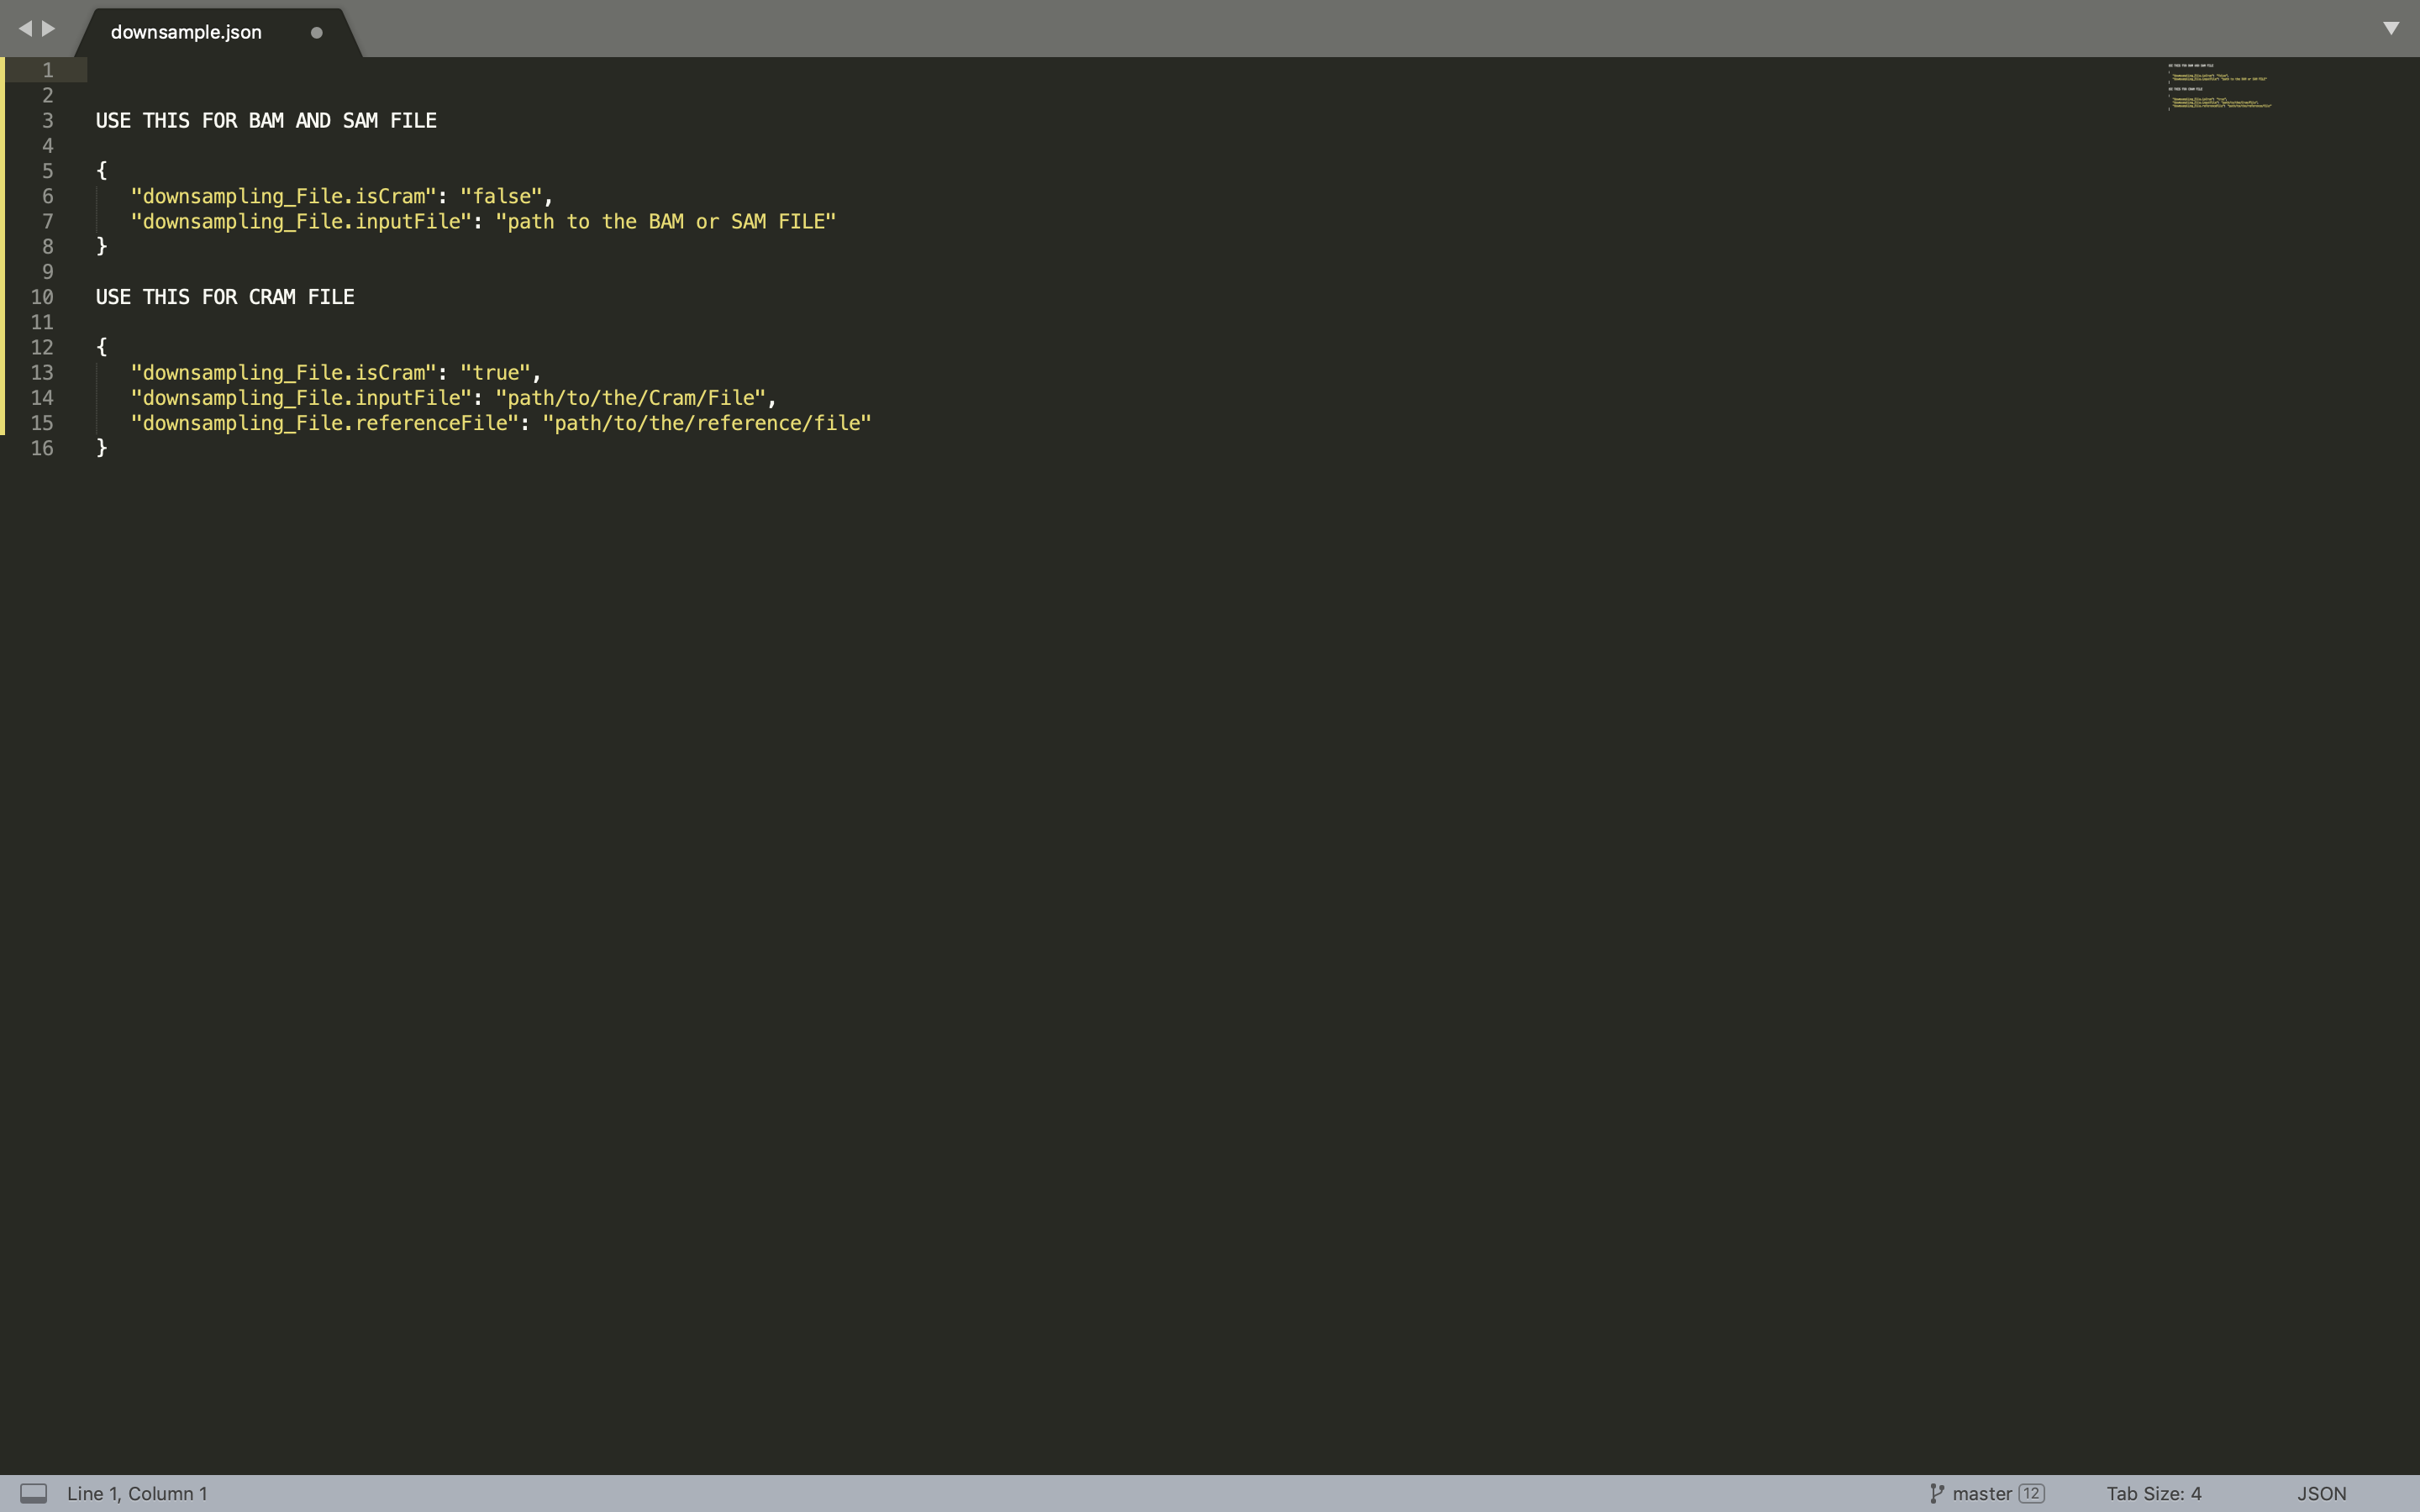 downsample.json
1
2
3 USE THIS FOR BAM AND SAM FILE
4
5 {
6 "downsampling_File.isCram": "false",
7 "downsampling_File.inputFile": "path to the BAM or SAM FILE"
8 }
9
10 USE THIS FOR CRAM FILE
11
12 {
13 "downsampling_File.isCram": "true",
14 "downsampling_File.inputFile": "path/to/the/Cram/File",
15 "downsampling_File.referenceFile": "path/to/the/reference/file"
16 }
Line 1, Column 1 master 12 Tab Size: 4 JSON